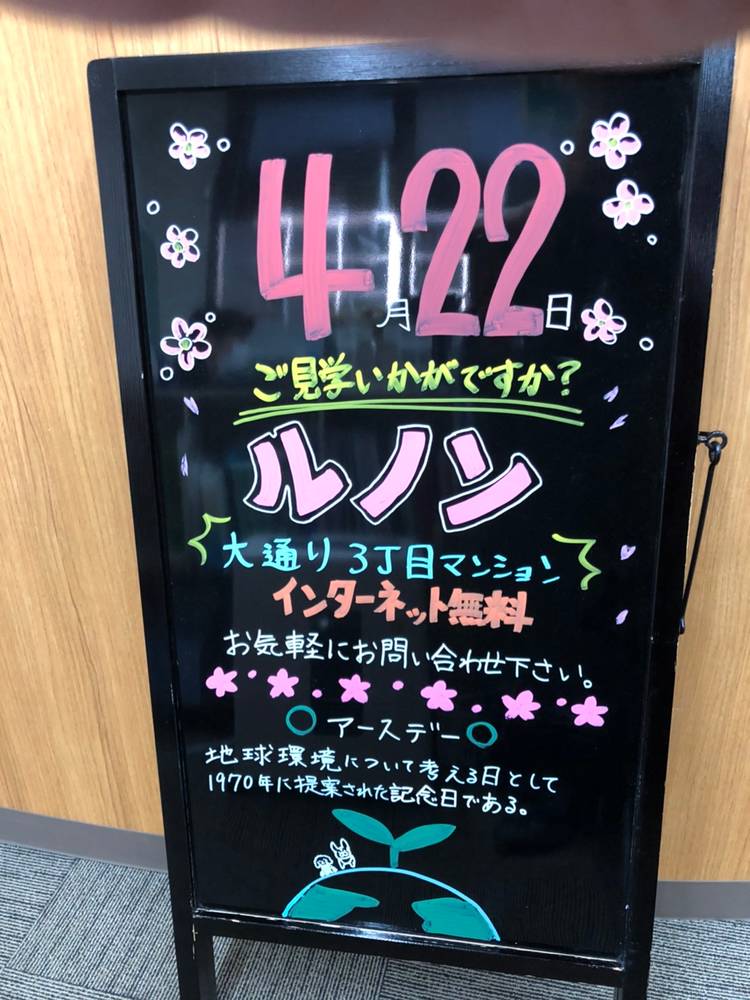 4月22日
ご見学いかがですか?
ルノン
大通り3丁目マンション
インターネット無料
お気軽にお問い合わせ下さい。
アースデー
地球環境について考える日として
1970年に提案された記念日である。